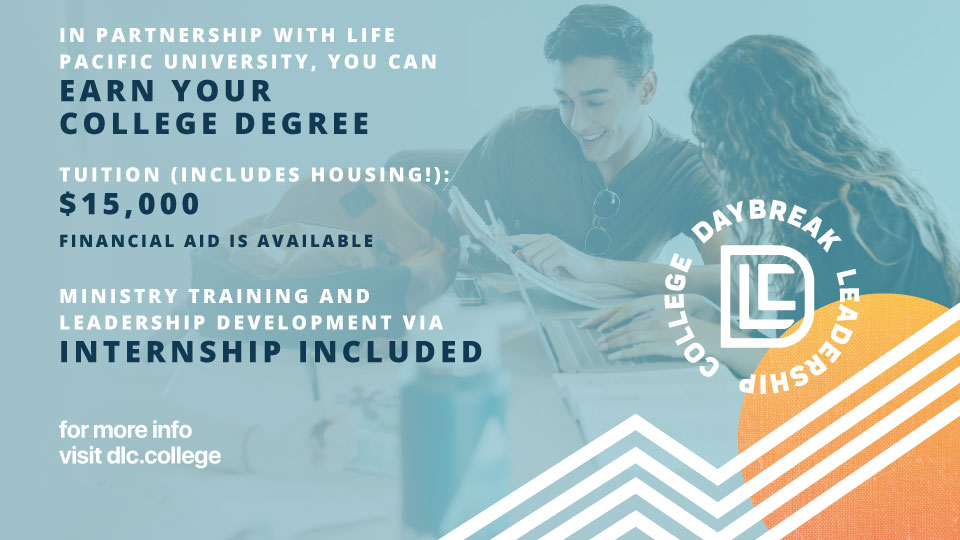 IN PARTNERSHIP WITH LIFE
PACIFIC UNIVERSITY, YOU CAN
EARN YOUR
COLLEGE DEGREE
TUITION (INCLUDES HOUSING!):
$15,000
FINANCIAL AID IS AVAILABLE
MINISTRY TRAINING AND
LEADERSHIP DEVELOPMENT VIA
INTERNSHIP INCLUDED
for more info
visit dlc.college
DAYBREAK LEADERSHIP COLLEGE
DLC